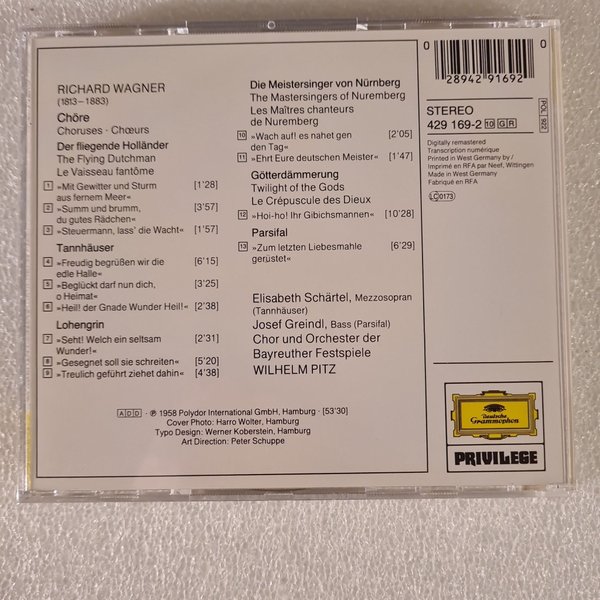 RICHARD WAGNER
(1813–1883)
Chöre
Choruses · Chœurs
Der fliegende Holländer
The Flying Dutchman
Le Vaisseau fantôme
1 »Mit Gewitter und Sturm [1'28]
aus fernem Meer«
2 »Summ und brumm, [3'57]
du gutes Rädchen«
3 »Steuermann, lass' die Wacht« [1'57]
Tannhäuser
4 »Freudig begrüßen wir die [6'15]
edle Halle«
5 »Beglückt darf nun dich, [3'25]
o Heimat«
6 »Heil! der Gnade Wunder Heil!« [2'38]
Lohengrin
7 »Seht! Welch ein seltsam [2'31]
Wunder!«
8 »Gesegnet soll sie schreiten« [5'20]
9 »Treulich geführt ziehet dahin« [4'38]
Die Meistersinger von Nürnberg
The Mastersingers of Nuremberg
Les Maîtres chanteurs
de Nuremberg
10 »Wach auf! es nahet gen [2'05]
den Tag«
11 »Ehrt Eure deutschen Meister« [1'47]
Götterdämmerung
Twilight of the Gods
Le Crépuscule des Dieux
12 »Hoi-ho! Ihr Gibichsmannen« [10'28]
Parsifal
13 »Zum letzten Liebesmahle [6'29]
gerüstet«
Elisabeth Schärtel, Mezzosopran
(Tannhäuser)
Josef Greindl, Bass (Parsifal)
Chor und Orchester der
Bayreuther Festspiele
WILHELM PITZ
ADD · ℗ 1958 Polydor International GmbH, Hamburg · [53'30]
Cover Photo: Harro Wolter, Hamburg
Typo Design: Werner Koberstein, Hamburg
Art Direction: Peter Schuppe
0 0
28942 91692
STEREO
429 169-2 10 GR
POL 922
Digitally remastered
Transcription numérique
Printed in West Germany by /
Imprimé en RFA par Neef, Wittingen
Made in West Germany
Fabriqué en RFA
LC 0173
Deutsche
Grammophon
PRIVILEGE